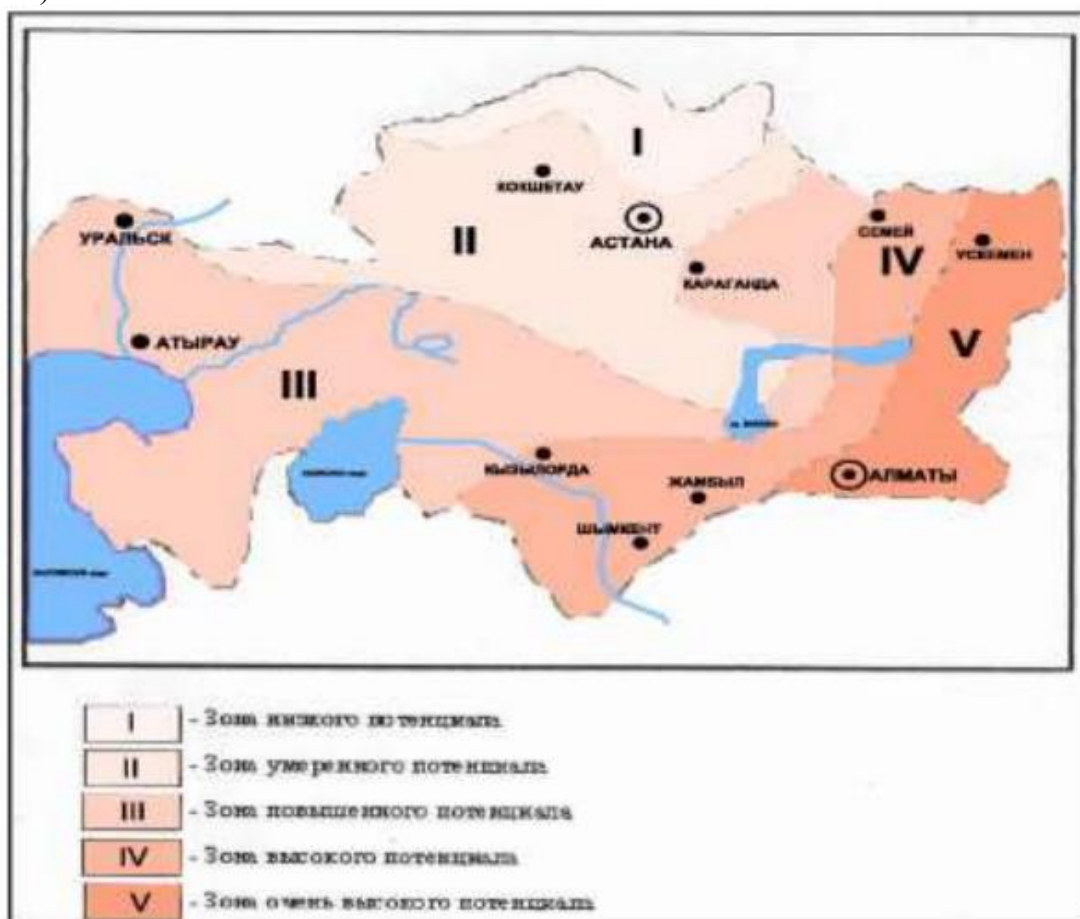 I
КОКШЕТАУ
УРАЛЬСК
II
АСТАНА
СЕМЕЙ
IV
УСКЕМЕН
КАРАГАНДА
АТЫРАУ
V
III
КЫЗЫЛОРДА
ЖАМБЫЛ
АЛМАТЫ
ШЫМКЕНТ
I - Зона низкого потенциала
II - Зона умеренного потенциала
III - Зона повышенного потенциала
IV - Зона высокого потенциала
V - Зона очень высокого потенциала